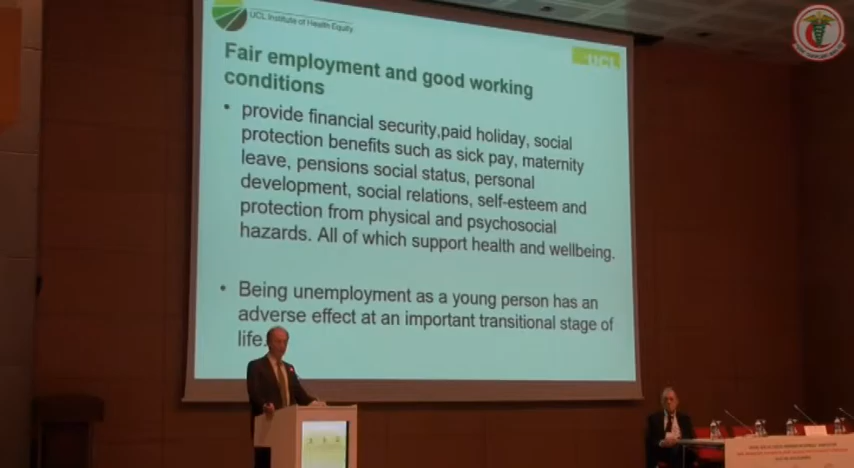 UCL Institute of Health Equity
UCL
Fair employment and good working
conditions
• provide financial security,paid holiday, social
protection benefits such as sick pay, maternity
leave, pensions social status, personal
development, social relations, self-esteem and
protection from physical and psychosocial
hazards. All of which support health and wellbeing.
• Being unemployment as a young person has an
adverse effect at an important transitional stage of
life.